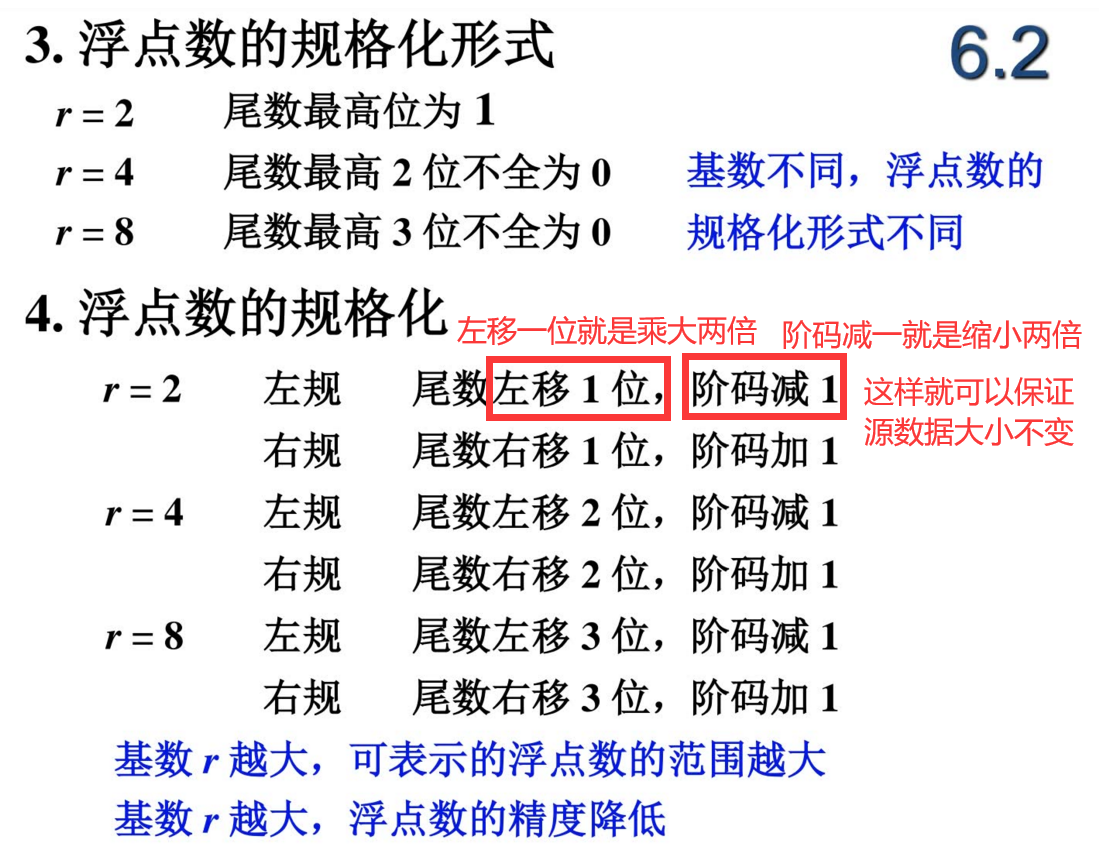 3. 浮点数的规格化形式
6.2
r = 2 尾数最高位为 1
r = 4 尾数最高 2 位不全为 0
r = 8 尾数最高 3 位不全为 0
基数不同，浮点数的
规格化形式不同
4. 浮点数的规格化
左移一位就是乘大两倍 阶码减一就是缩小两倍
r = 2 左规 尾数左移 1 位，阶码减 1
这样就可以保证
源数据大小不变
右规 尾数右移 1 位，阶码加 1
r = 4 左规 尾数左移 2 位，阶码减 1
右规 尾数右移 2 位，阶码加 1
r = 8 左规 尾数左移 3 位，阶码减 1
右规 尾数右移 3 位，阶码加 1
基数 r 越大，可表示的浮点数的范围越大
基数 r 越大，浮点数的精度降低